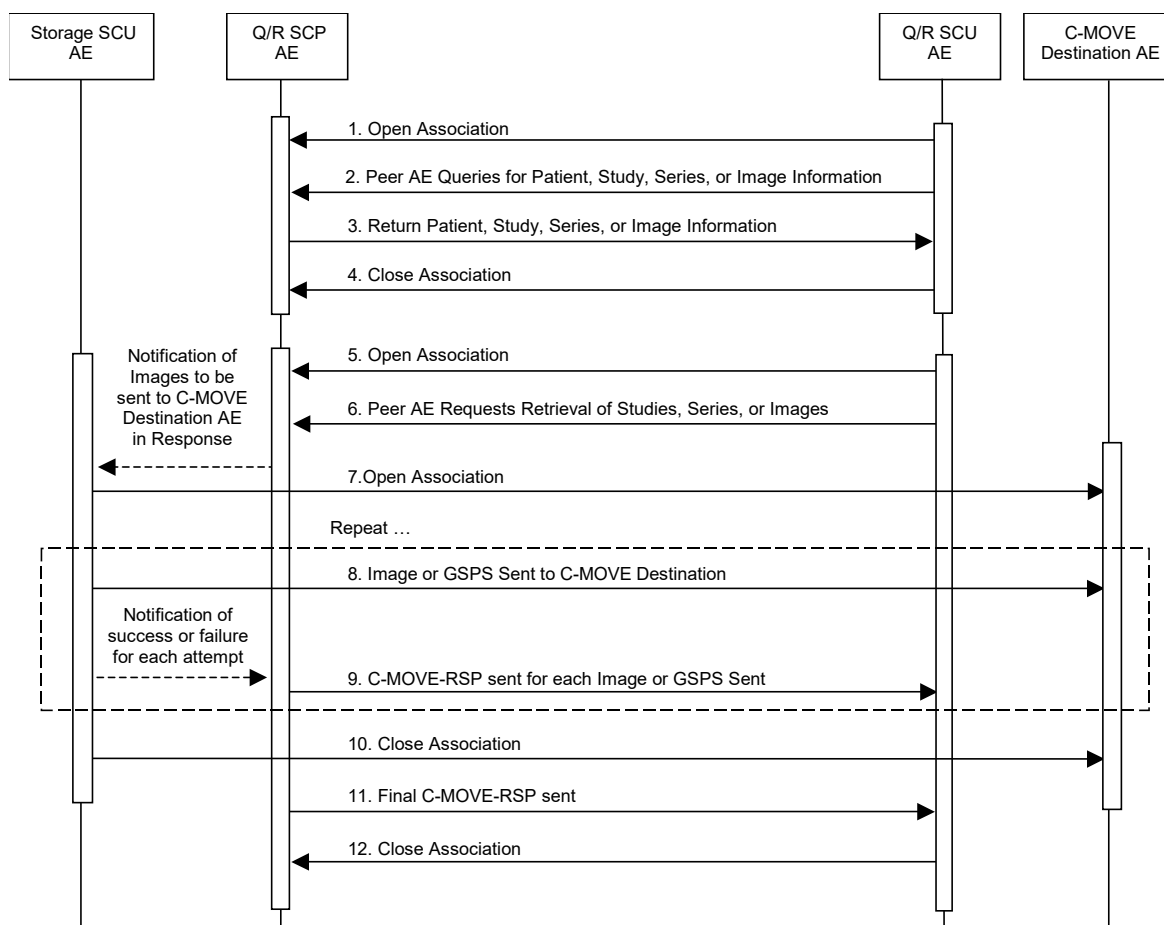 Storage SCU
AE
Q/R SCP
AE
Q/R SCU
AE
C-MOVE
Destination AE
1. Open Association
2. Peer AE Queries for Patient, Study, Series, or Image Information
3. Return Patient, Study, Series, or Image Information
4. Close Association
Notification of
Images to be
sent to C-MOVE
Destination AE
in Response
5. Open Association
6. Peer AE Requests Retrieval of Studies, Series, or Images
7.Open Association
Repeat …
8. Image or GSPS Sent to C-MOVE Destination
Notification of
success or failure
for each attempt
9. C-MOVE-RSP sent for each Image or GSPS Sent
10. Close Association
11. Final C-MOVE-RSP sent
12. Close Association